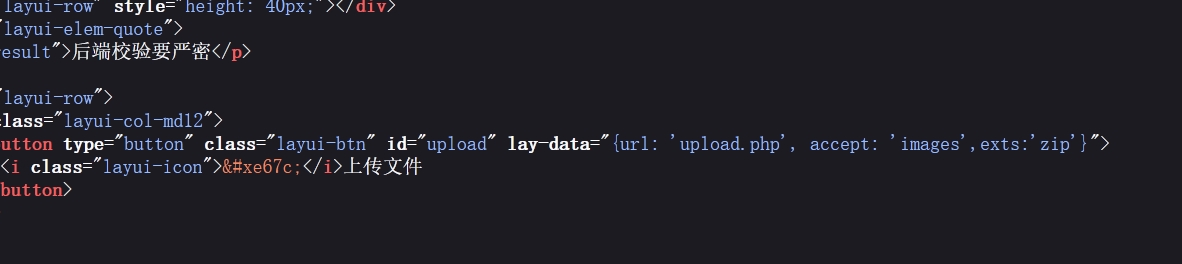 layui-row" style="height: 40px;"></div>
"layui-elem-quote">
result">后端校验要严密</p>
"layui-row">
class="layui-col-md12">
utton type="button" class="layui-btn" id="upload" lay-data="{url: 'upload.php', accept: 'images',exts:'zip'}">
<i class="layui-icon">&#xe67c;</i>上传文件
button>